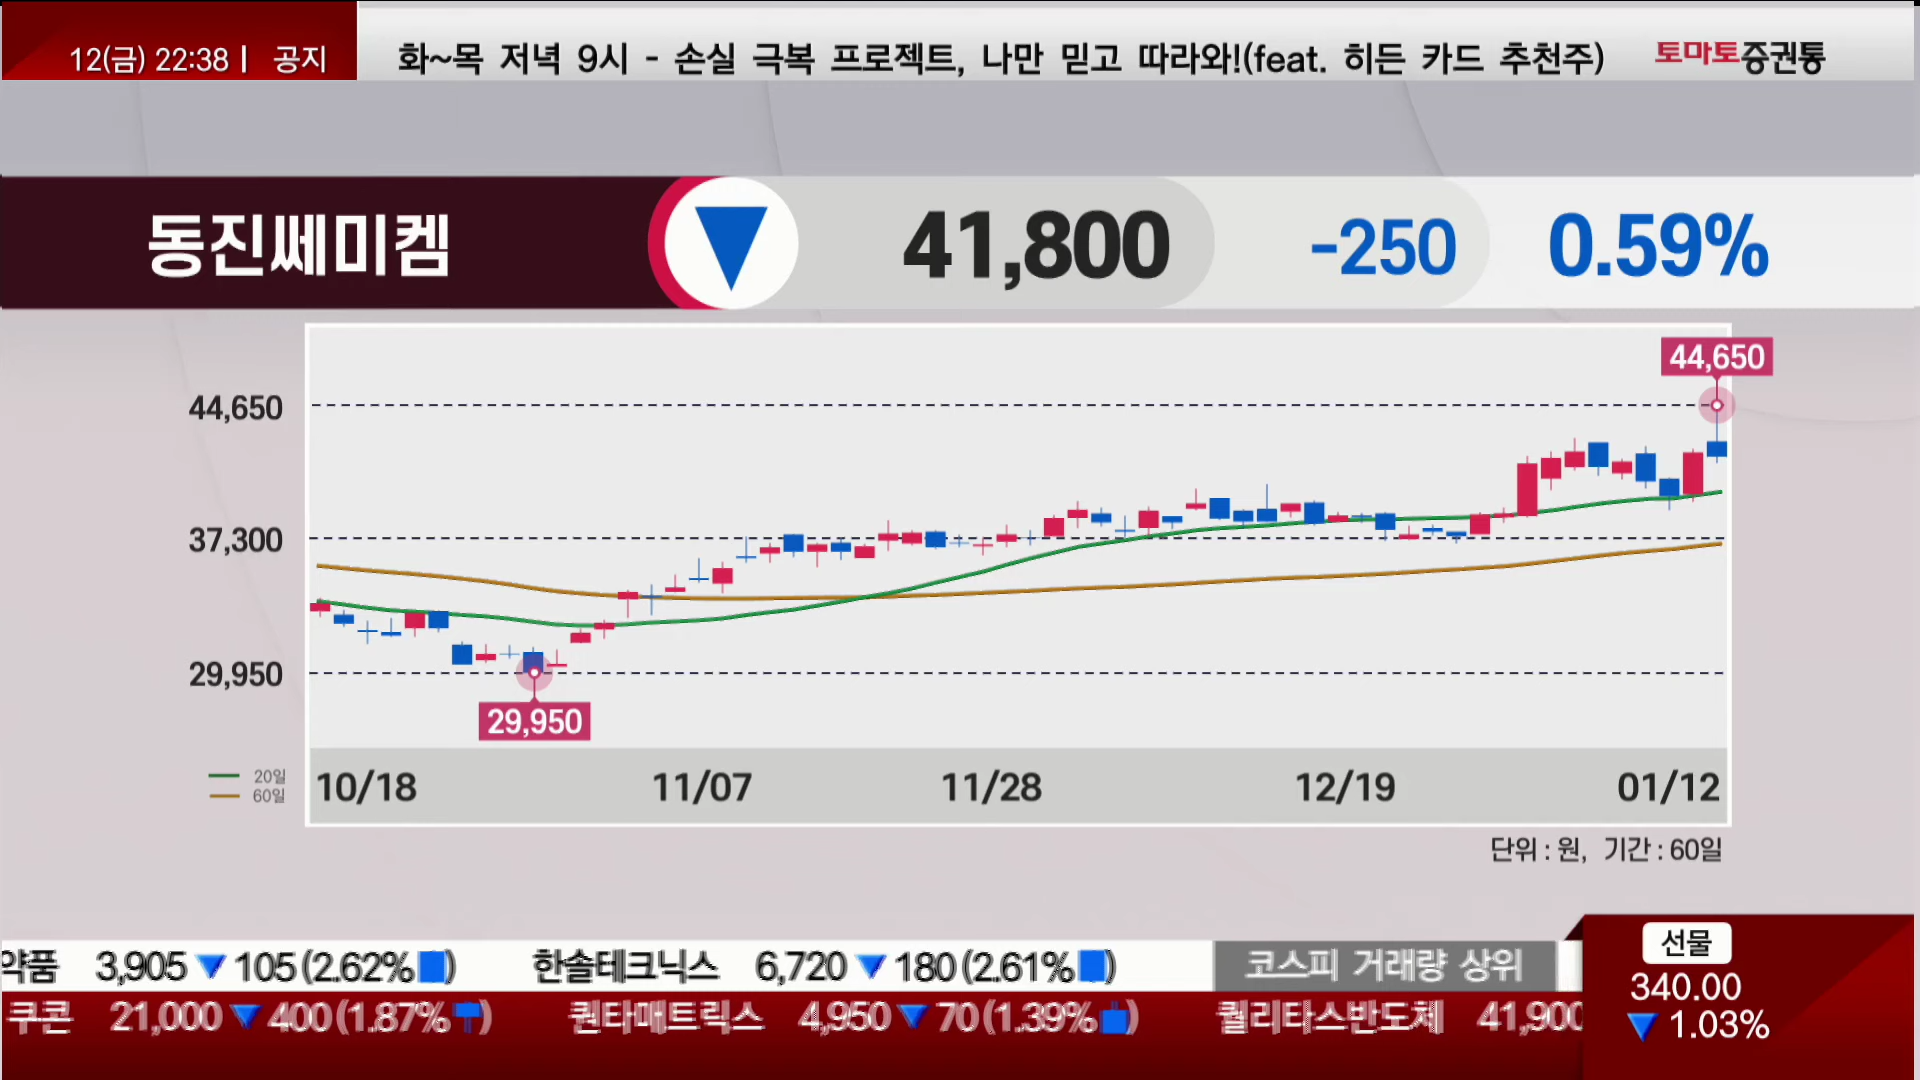 12(금) 22:38 | 공지
화~목 저녁 9시 - 손실 극복 프로젝트, 나만 믿고 따라와!(feat. 히든 카드 추천주)
토마토증권통
동진쎄미켐 ▼ 41,800 -250 0.59%
44,650
44,650
37,300
29,950
29,950
20일
60일
10/18 11/07 11/28 12/19 01/12
단위 : 원, 기간 : 60일
약품 3,905 ▼ 105 (2.62%) 한솔테크닉스 6,720 ▼ 180 (2.61%) 코스피 거래량 상위
쿠콘 21,000 ▼ 400 (1.87%) 퀀타매트릭스 4,950 ▼ 70 (1.39%) 퀄리타스반도체 41,900
선물
340.00
▼ 1.03%